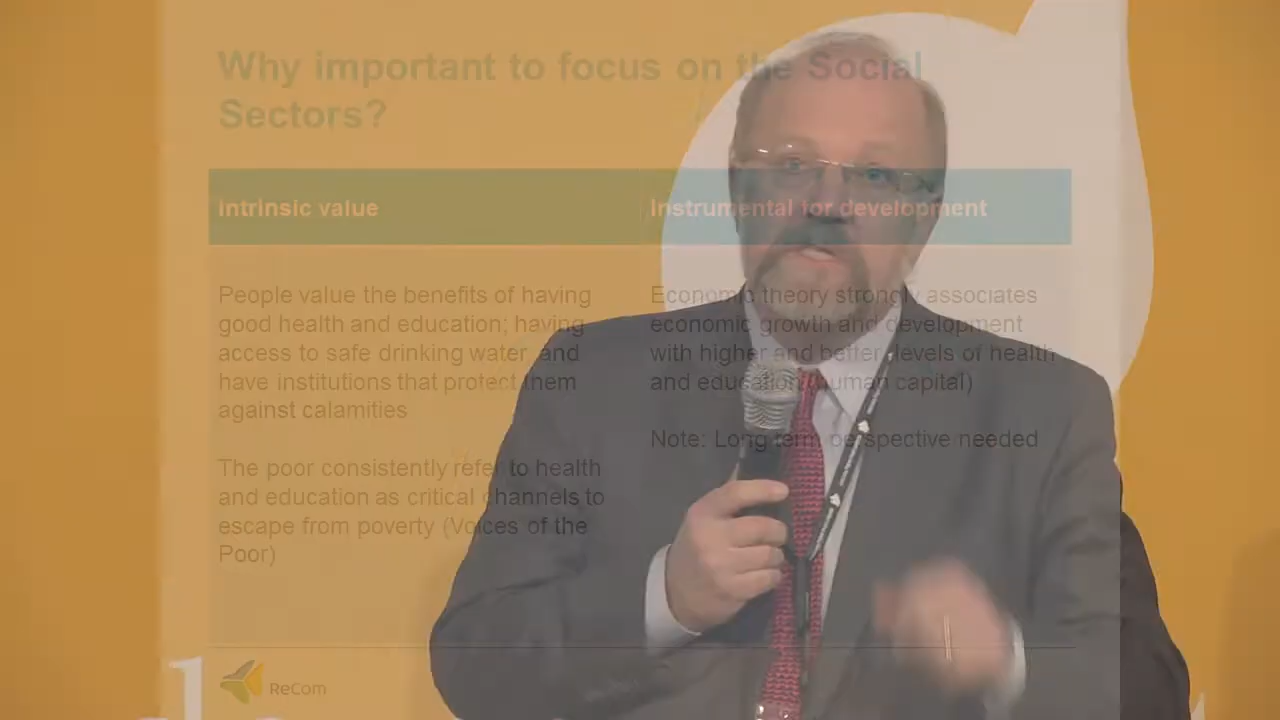 Why important to focus on the Social
Sectors?
Intrinsic value
Instrumental for development
People value the benefits of having
good health and education; having
access to safe drinking water, and
have institutions that protect them
against calamities
The poor consistently refer to health
and education as critical channels to
escape from poverty (Voices of the
Poor)
Economic theory strongly associates
economic growth and development
with higher and better levels of health
and education (human capital)
Note: Long term perspective needed
ReCom